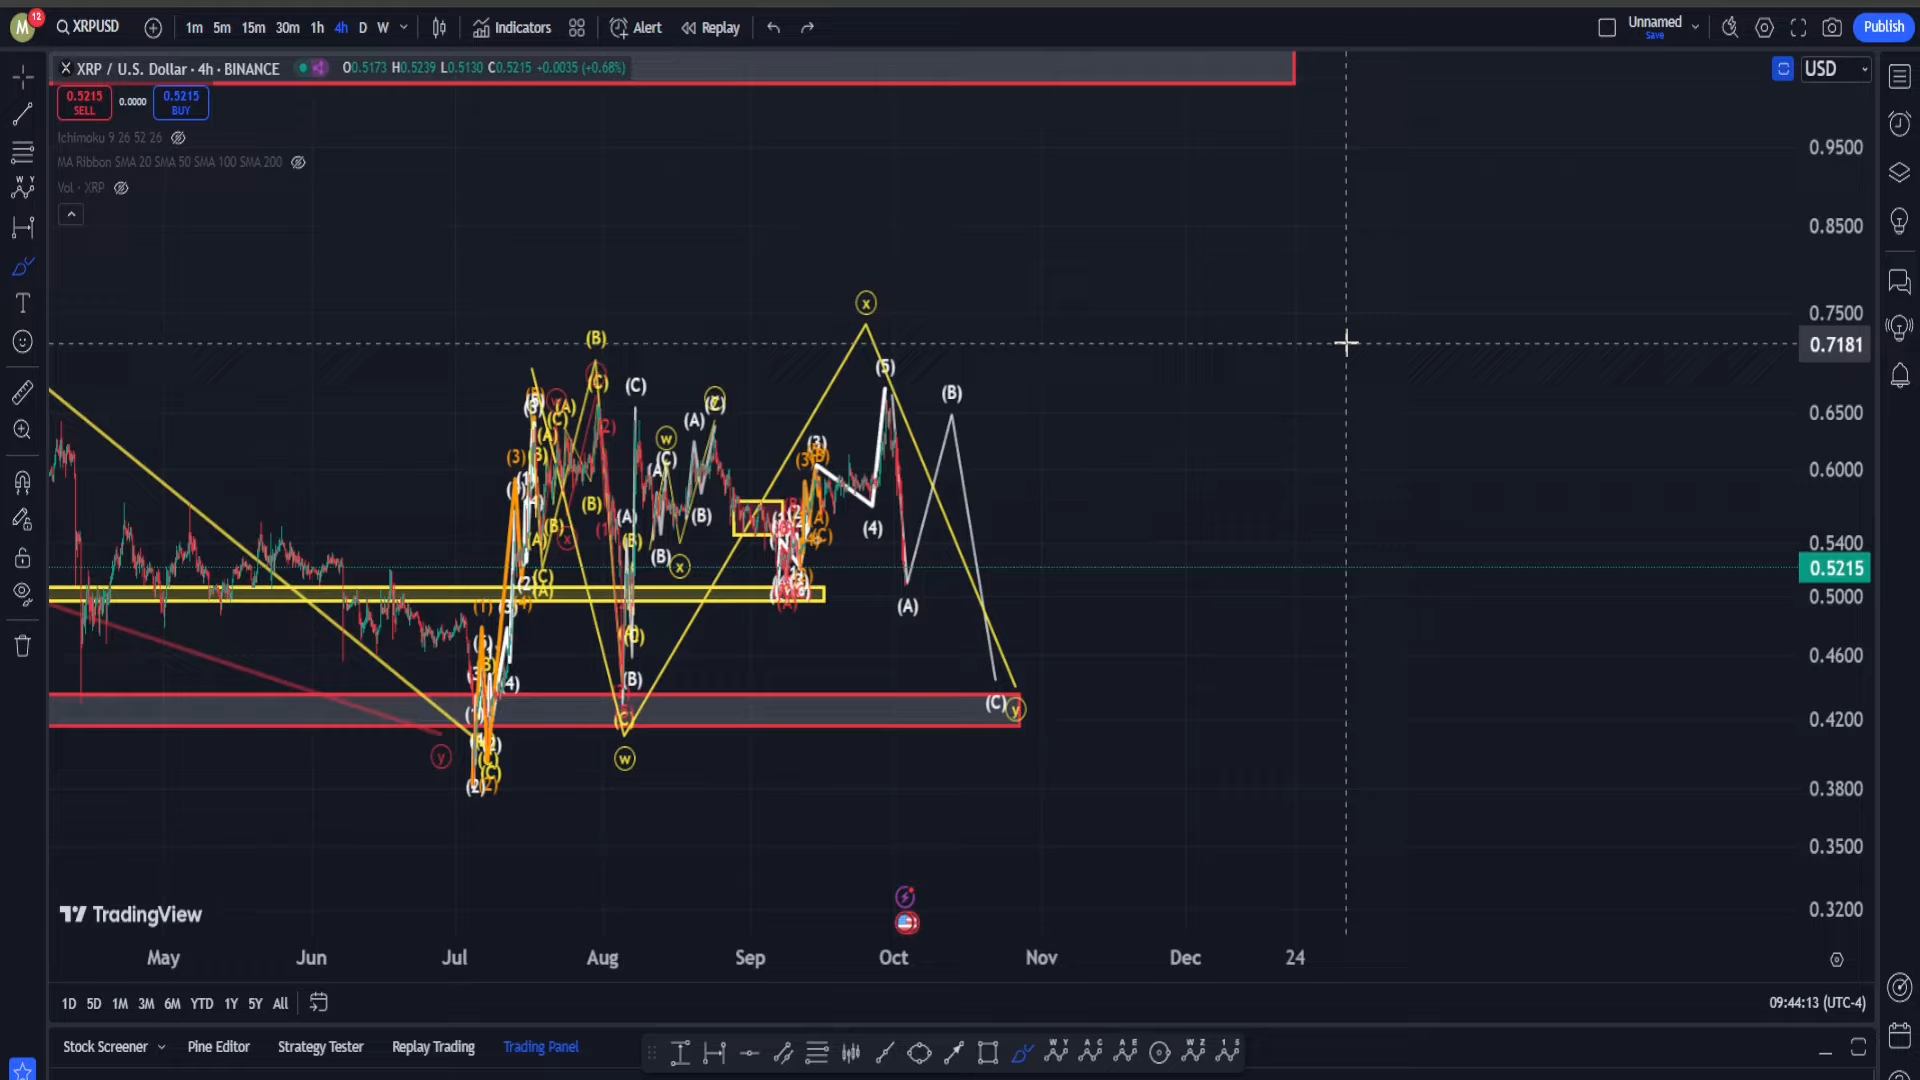 M
12
XRPUSD
1m 5m 15m 30m 1h 4h D W
Indicators
Alert
Replay
Unnamed
Save
Publish
XRP / U.S. Dollar · 4h · BINANCE
O0.5173 H0.5239 L0.5130 C0.5215 +0.0035 (+0.68%)
USD
0.5215
SELL
0.0000
0.5215
BUY
Ichimoku 9 26 52 26
MA Ribbon SMA 20 SMA 50 SMA 100 SMA 200
Vol · XRP
0.9500
0.8500
0.7500
0.7181
0.6500
0.6000
0.5400
0.5215
0.5000
0.4600
0.4200
0.3800
0.3500
0.3200
x
(B)
(5)
(C)
(C)
(B)
(A)
(C)
w
(C)
(A)
(3)
(3)
(B)
(A)
(B)
(4)
(B)
(B)
x
(A)
(C)
(4)
(B)
(C)
y
(C)
w
y
TradingView
May Jun Jul Aug Sep Oct Nov Dec 24
1D 5D 1M 3M 6M YTD 1Y 5Y All
09:44:13 (UTC-4)
Stock Screener
Pine Editor
Strategy Tester
Replay Trading
Trading Panel